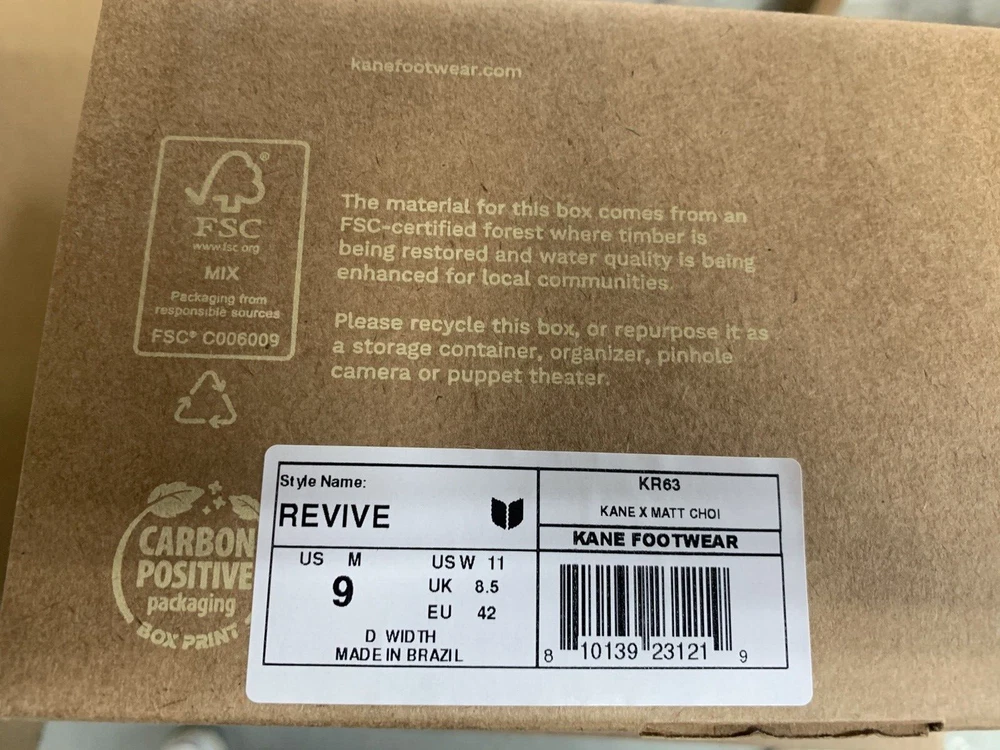 kanefootwear.com
FSC®
www.fsc.org
MIX
Packaging from
responsible sources
FSC® C006009
The material for this box comes from an
FSC-certified forest where timber is
being restored and water quality is being
enhanced for local communities.
Please recycle this box, or repurpose it as
a storage container, organizer, pinhole
camera or puppet theater.
CARBON
POSITIVE
packaging
BOX PRINT
Style Name:
REVIVE
US M
9
US W 11
UK 8.5
EU 42
D WIDTH
MADE IN BRAZIL
KR63
KANE X MATT CHOI
KANE FOOTWEAR
8 10139 23121 9